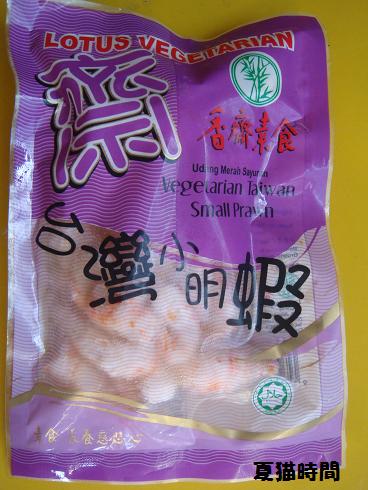 LOTUS VEGETARIAN
素
香齋素食
Udang Merah Sayuran
Vegetarian Taiwan
Small Prawn
台灣小明蝦
夏猫時間